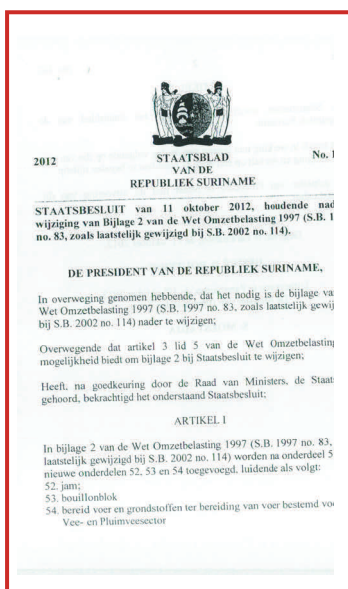 2012
STAATSBLAD
No. 1
VAN DE
REPUBLIEK SURINAME
STAATSBESLUIT van 11 oktober 2012, houdende nad
wijziging van Bijlage 2 van de Wet Omzetbelasting 1997 (S.B. 1
no. 83, zoals laatstelijk gewijzigd bij S.B. 2002 no. 114).
DE PRESIDENT VAN DE REPUBLIEK SURINAME,
In overweging genomen hebbende, dat het nodig is de bijlage va
Wet Omzetbelasting 1997 (S.B. 1997 no. 83, zoals laatstelijk gewij
bij S.B. 2002 no. 114) nader te wijzigen;
Overwegende dat artikel 3 lid 5 van de Wet Omzetbelasting
mogelijkheid biedt om bijlage 2 bij Staatsbesluit te wijzigen;
Heeft, na goedkeuring door de Raad van Ministers, de Staat
gehoord, bekrachtigd het onderstaand Staatsbesluit:
ARTIKEL I
In bijlage 2 van de Wet Omzetbelasting 1997 (S.B. 1997 no. 83,
laatstelijk gewijzigd bij S.B. 2002 no. 114) worden na onderdeel 5
nieuwe onderdelen 52, 53 en 54 toegevoegd, luidende als volgt:
52. jam;
53. bouillonblok
54. bereid voer en grondstoffen ter bereiding van voer bestemd voo
Vee- en Pluimveesector